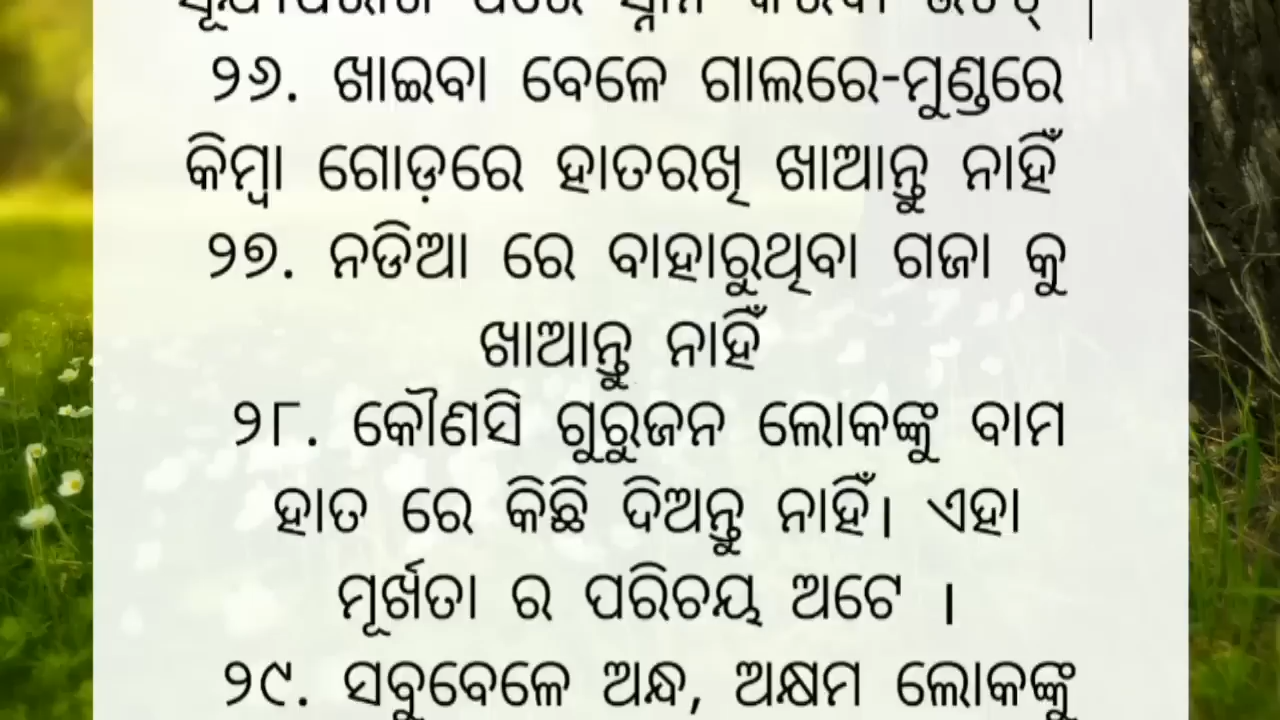 ୨୬. ଖାଇବା ବେଳେ ଗାଲରେ-ମୁଣ୍ଡରେ
କିମ୍ବା ଗୋଡ଼ରେ ହାତରଖି ଖାଆନ୍ତୁ ନାହିଁ
୨୭. ନଡିଆ ରେ ବାହାରୁଥିବା ଗଜା କୁ
ଖାଆନ୍ତୁ ନାହିଁ
୨୮. କୌଣସି ଗୁରୁଜନ ଲୋକଙ୍କୁ ବାମ
ହାତ ରେ କିଛି ଦିଅନ୍ତୁ ନାହିଁ। ଏହା
ମୂର୍ଖତା ର ପରିଚୟ ଅଟେ ।
୨୯. ସବୁବେଳେ ଅନ୍ଧ, ଅକ୍ଷମ ଲୋକଙ୍କୁ